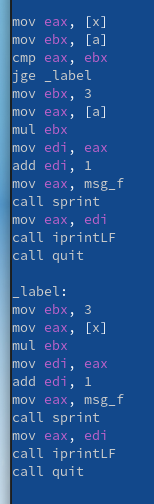 mov eax, [x]
mov ebx, [a]
cmp eax, ebx
jge _label
mov ebx, 3
mov eax, [a]
mul ebx
mov edi, eax
add edi, 1
mov eax, msg_f
call sprint
mov eax, edi
call iprintLF
call quit
_label:
mov ebx, 3
mov eax, [x]
mul ebx
mov edi, eax
add edi, 1
mov eax, msg_f
call sprint
mov eax, edi
call iprintLF
call quit